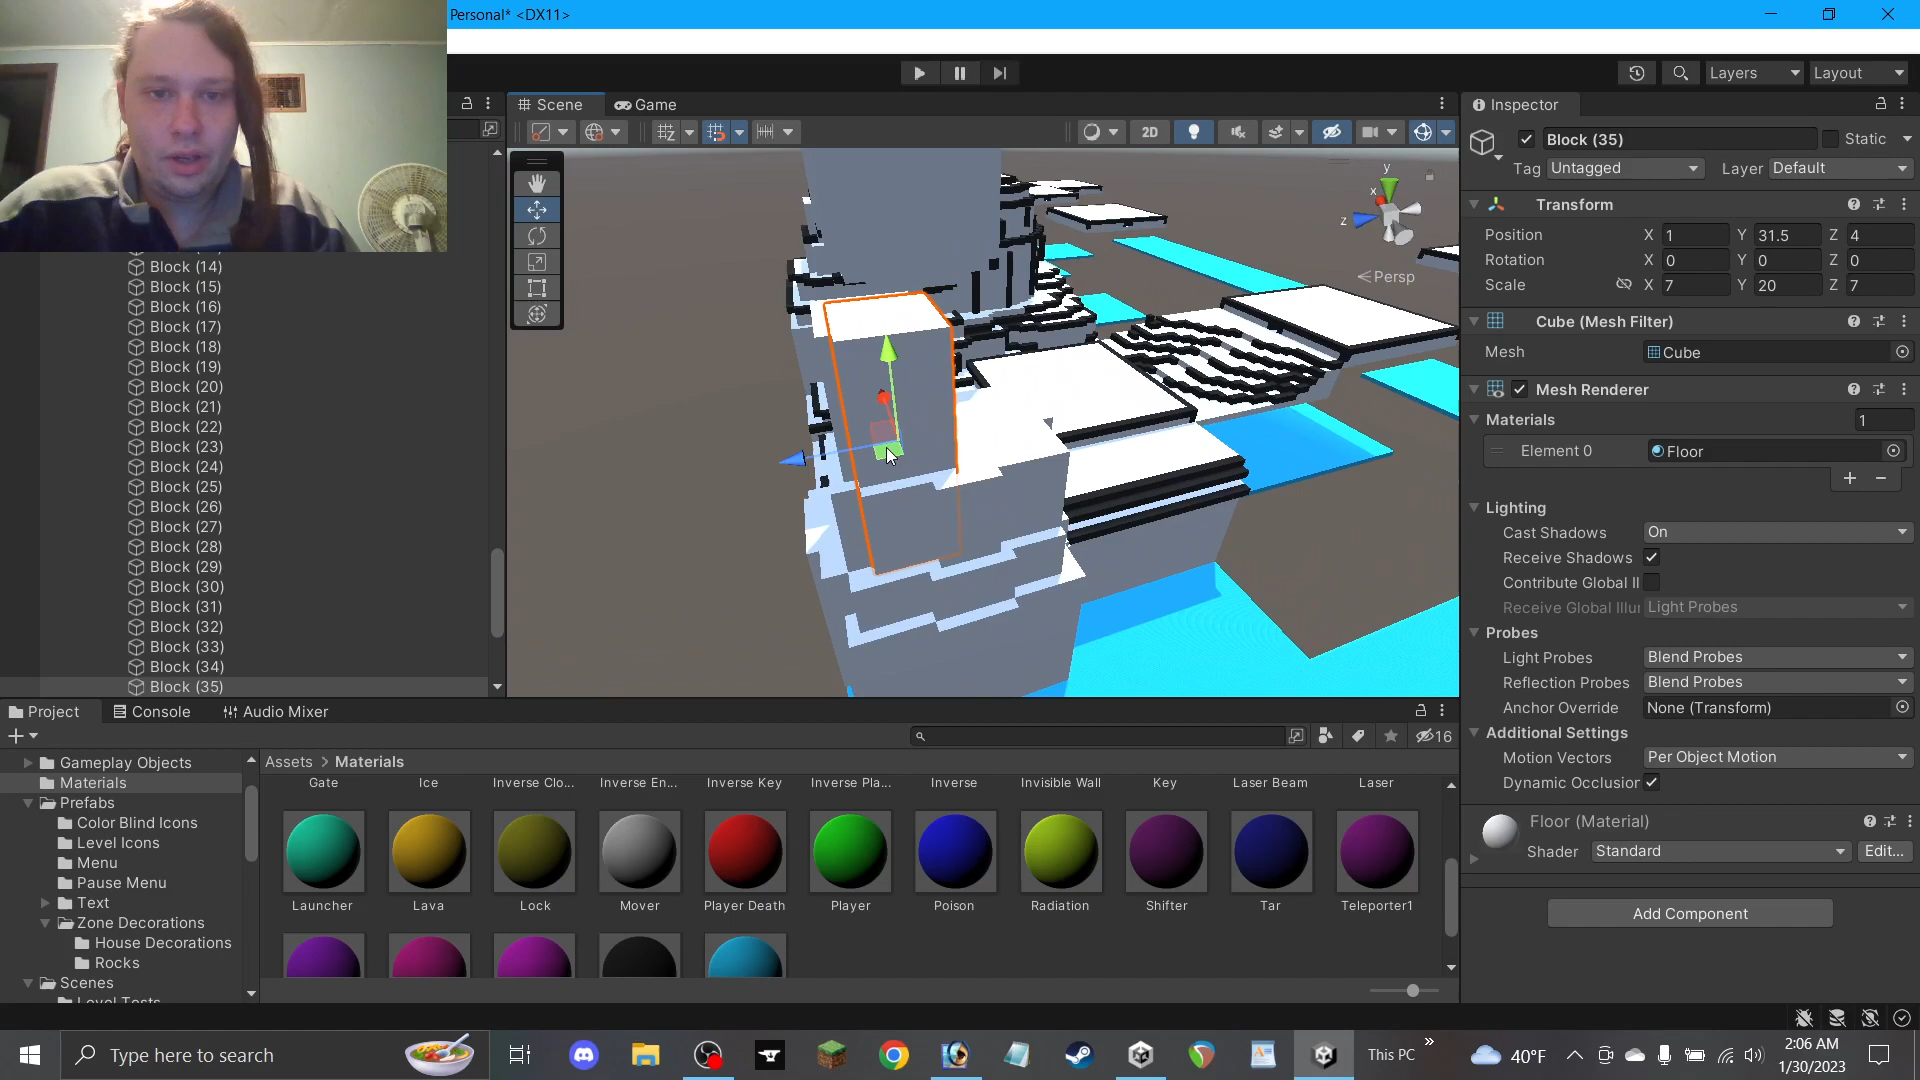 Personal* <DX11>
Layers
Layout
Scene
Game
2D
Inspector
Block (35)
Static
Tag Untagged Layer Default
Transform
Position X 1 Y 31.5 Z 4
Rotation X 0 Y 0 Z 0
Scale X 7 Y 20 Z 7
Cube (Mesh Filter)
Mesh Cube
Mesh Renderer
Materials 1
Element 0 Floor
Lighting
Cast Shadows On
Receive Shadows
Contribute Global Il
Receive Global Illur Light Probes
Probes
Light Probes Blend Probes
Reflection Probes Blend Probes
Anchor Override None (Transform)
Additional Settings
Motion Vectors Per Object Motion
Dynamic Occlusior
Floor (Material)
Shader Standard Edit...
Add Component
y
x
z
Persp
Block (14)
Block (15)
Block (16)
Block (17)
Block (18)
Block (19)
Block (20)
Block (21)
Block (22)
Block (23)
Block (24)
Block (25)
Block (26)
Block (27)
Block (28)
Block (29)
Block (30)
Block (31)
Block (32)
Block (33)
Block (34)
Block (35)
Project
Console
Audio Mixer
16
Gameplay Objects
Materials
Prefabs
Color Blind Icons
Level Icons
Menu
Pause Menu
Text
Zone Decorations
House Decorations
Rocks
Scenes
Level Tests
Assets > Materials
Gate Ice Inverse Clo... Inverse En... Inverse Key Inverse Pla... Inverse Invisible Wall Key Laser Beam Laser
Launcher Lava Lock Mover Player Death Player Poison Radiation Shifter Tar Teleporter1
Type here to search
This PC
40°F
2:06 AM
1/30/2023